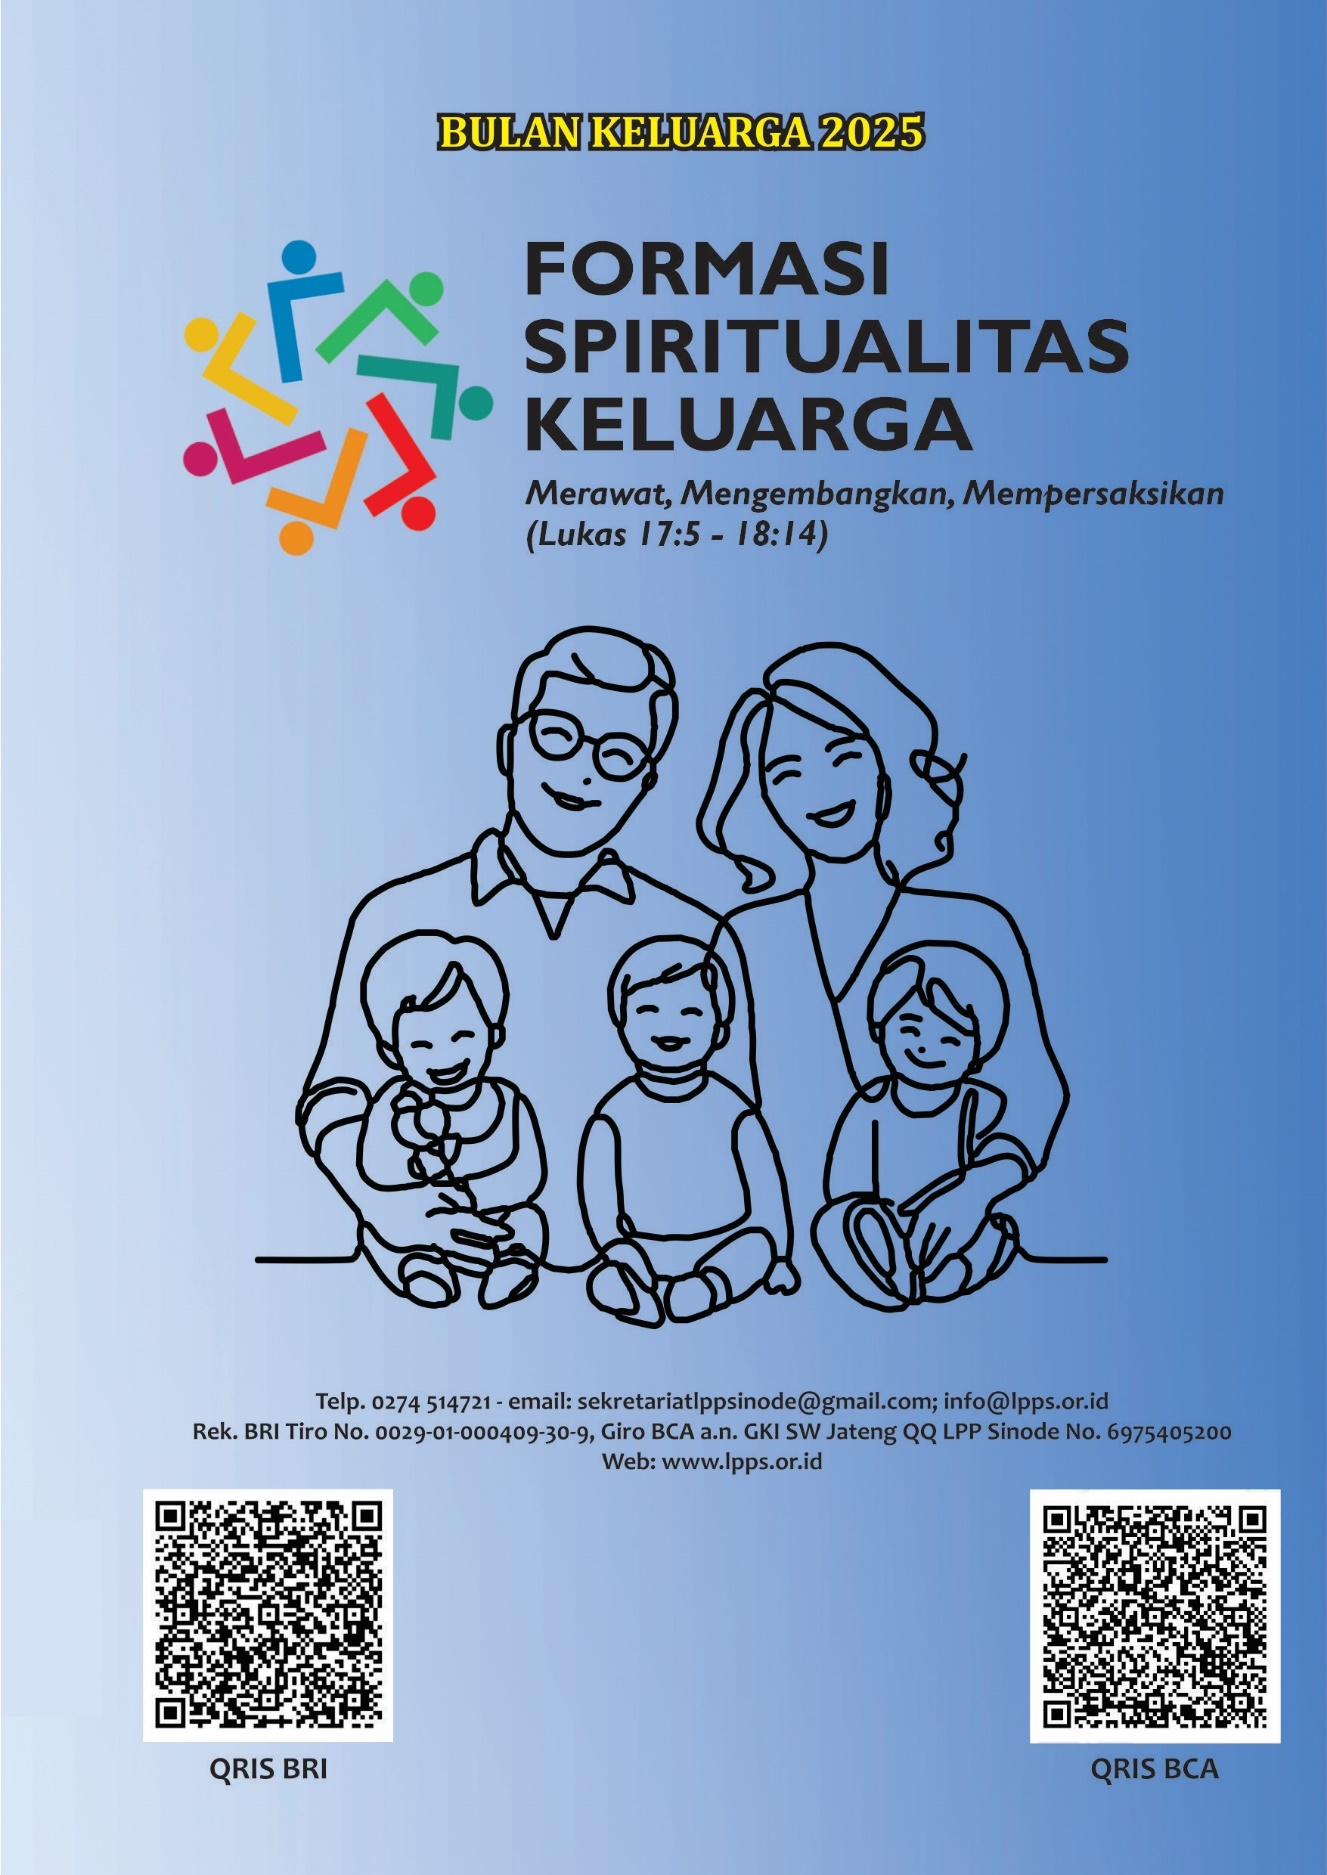 BULAN KELUARGA 2025
FORMASI
SPIRITUALITAS
KELUARGA
Merawat, Mengembangkan, Mempersaksikan
(Lukas 17:5 - 18:14)
Telp. 0274 514721 - email: sekretariatlppsinode@gmail.com; info@lpps.or.id
Rek. BRI Tiro No. 0029-01-000409-30-9, Giro BCA a.n. GKI SW Jateng QQ LPP Sinode No. 6975405200
Web: www.lpps.or.id
QRIS BRI
QRIS BCA